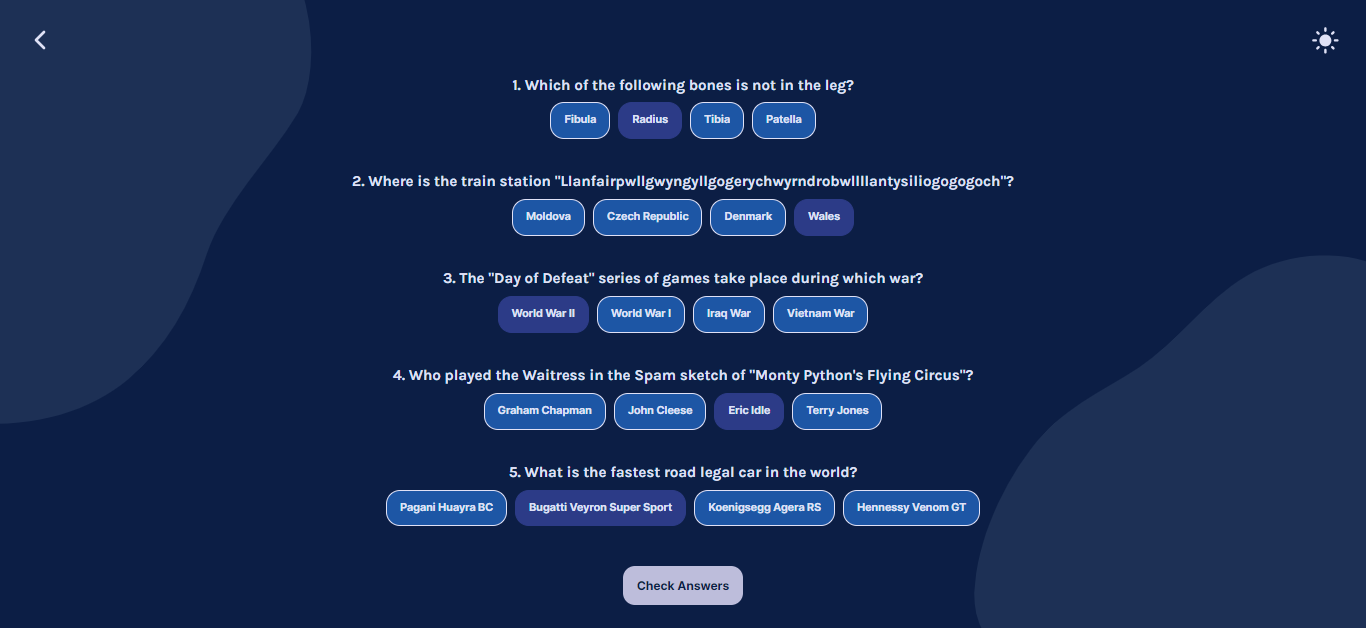 1. Which of the following bones is not in the leg?
Fibula Radius Tibia Patella
2. Where is the train station "Llanfairpwllgwyngyllgogerychwyrndrobwllllantysiliogogogoch"?
Moldova Czech Republic Denmark Wales
3. The "Day of Defeat" series of games take place during which war?
World War II World War I Iraq War Vietnam War
4. Who played the Waitress in the Spam sketch of "Monty Python's Flying Circus"?
Graham Chapman John Cleese Eric Idle Terry Jones
5. What is the fastest road legal car in the world?
Pagani Huayra BC Bugatti Veyron Super Sport Koenigsegg Agera RS Hennessy Venom GT
Check Answers